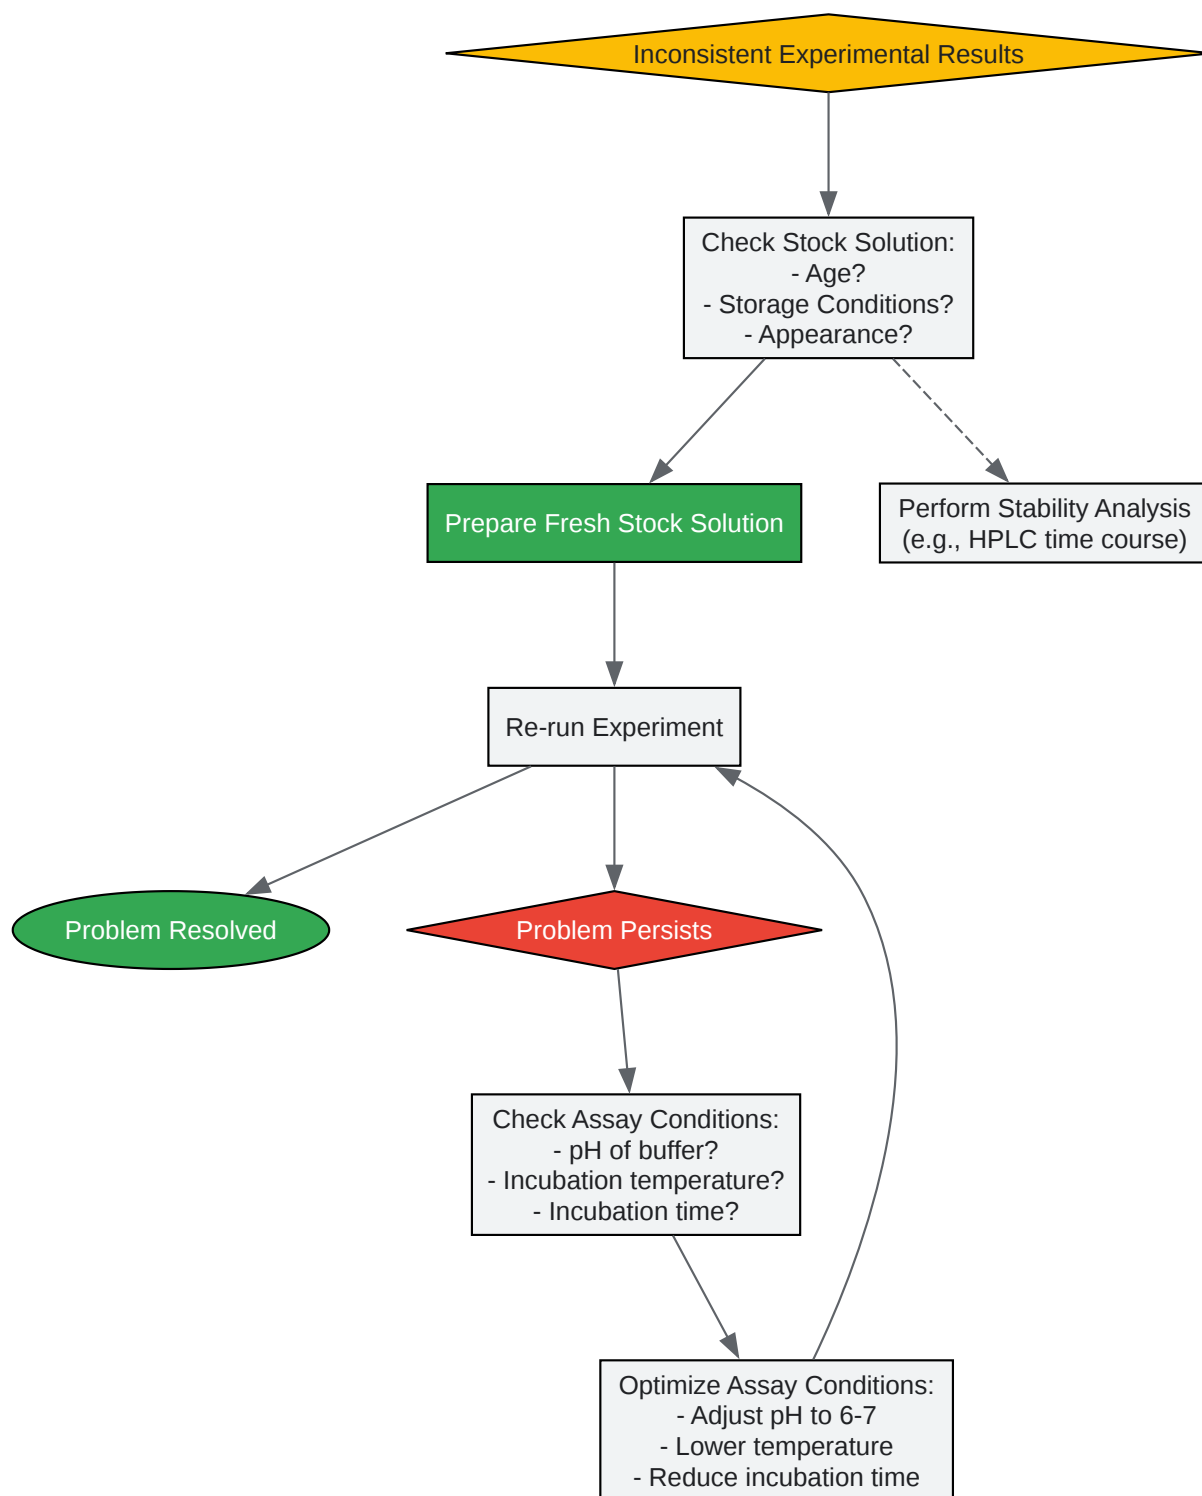 Inconsistent Experimental Results
Check Stock Solution:
- Age?
- Storage Conditions?
- Appearance?
Prepare Fresh Stock Solution
Perform Stability Analysis
(e.g., HPLC time course)
Re-run Experiment
Problem Resolved
Problem Persists
Check Assay Conditions:
- pH of buffer?
- Incubation temperature?
- Incubation time?
Optimize Assay Conditions:
- Adjust pH to 6-7
- Lower temperature
- Reduce incubation time